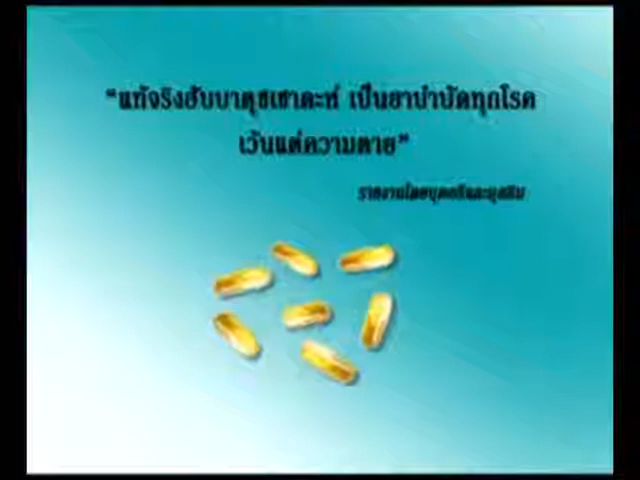 “แท้จริงฮับบาตุซเซาดะห์ เป็นยาบำบัดทุกโรค
เว้นแต่ความตาย”
รายงานโดยบุคอรีและมุสลิม